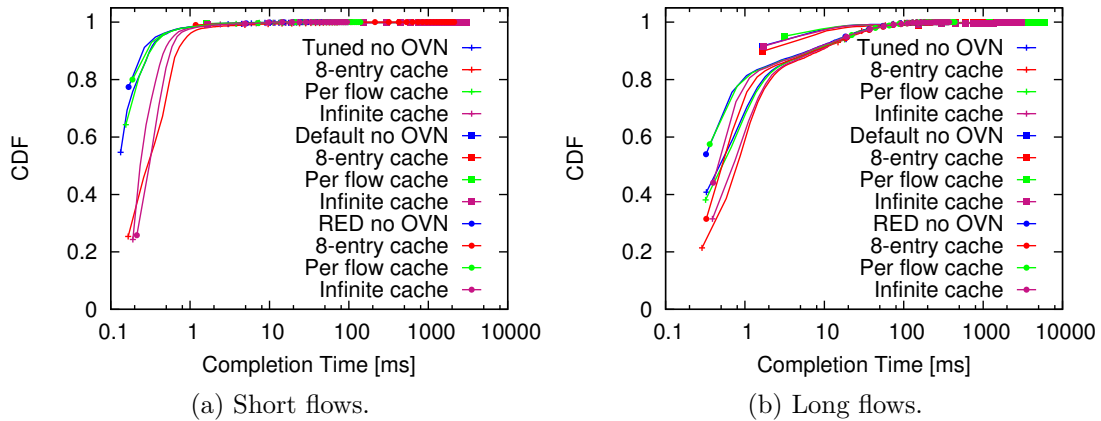 1
0.8
0.6
0.4
0.2
0
CDF
0.1 1 10 100 1000 10000
Completion Time [ms]
Tuned no OVN
8-entry cache
Per flow cache
Infinite cache
Default no OVN
8-entry cache
Per flow cache
Infinite cache
RED no OVN
8-entry cache
Per flow cache
Infinite cache
(a) Short flows.
1
0.8
0.6
0.4
0.2
0
CDF
0.1 1 10 100 1000 10000
Completion Time [ms]
Tuned no OVN
8-entry cache
Per flow cache
Infinite cache
Default no OVN
8-entry cache
Per flow cache
Infinite cache
RED no OVN
8-entry cache
Per flow cache
Infinite cache
(b) Long flows.